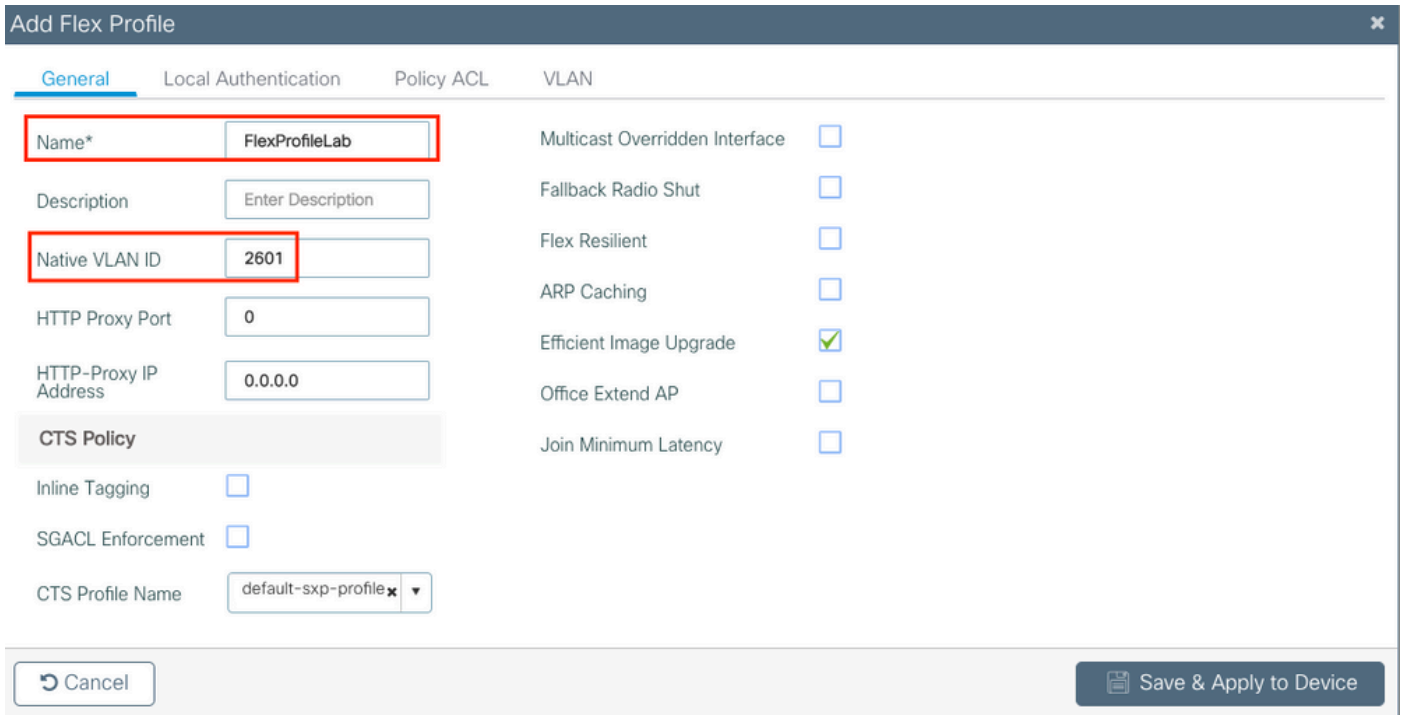 Add Flex Profile
General Local Authentication Policy ACL VLAN
Name* FlexProfileLab
Description Enter Description
Native VLAN ID 2601
HTTP Proxy Port 0
HTTP-Proxy IP
Address 0.0.0.0
CTS Policy
Inline Tagging
SGACL Enforcement
CTS Profile Name default-sxp-profile
Multicast Overridden Interface
Fallback Radio Shut
Flex Resilient
ARP Caching
Efficient Image Upgrade
Office Extend AP
Join Minimum Latency
Cancel Save & Apply to Device